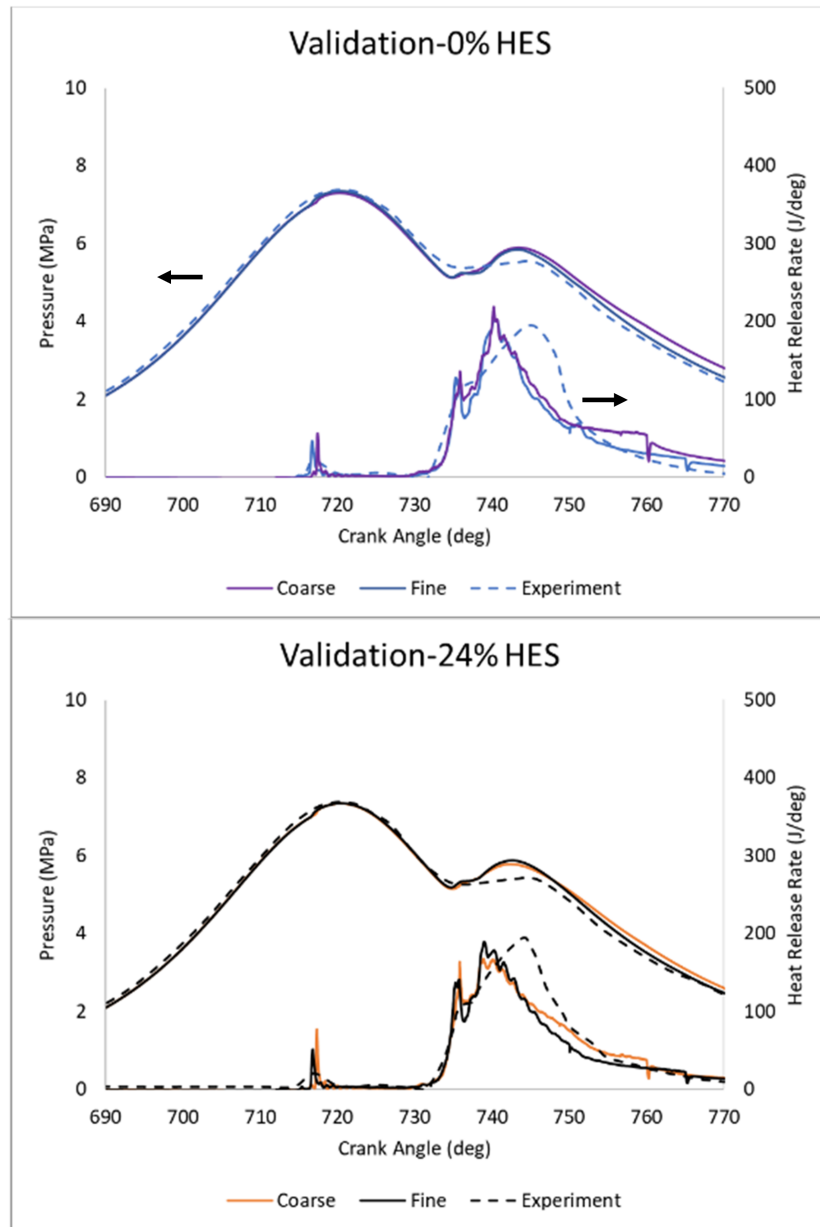 Validation-0% HES
10
8
6
4
2
0
Pressure (MPa)
500
400
300
200
100
0
Heat Release Rate (J/deg)
690 700 710 720 730 740 750 760 770
Crank Angle (deg)
Coarse Fine Experiment
Validation-24% HES
10
8
6
4
2
0
Pressure (MPa)
500
400
300
200
100
0
Heat Release Rate (J/deg)
690 700 710 720 730 740 750 760 770
Crank Angle (deg)
Coarse Fine Experiment